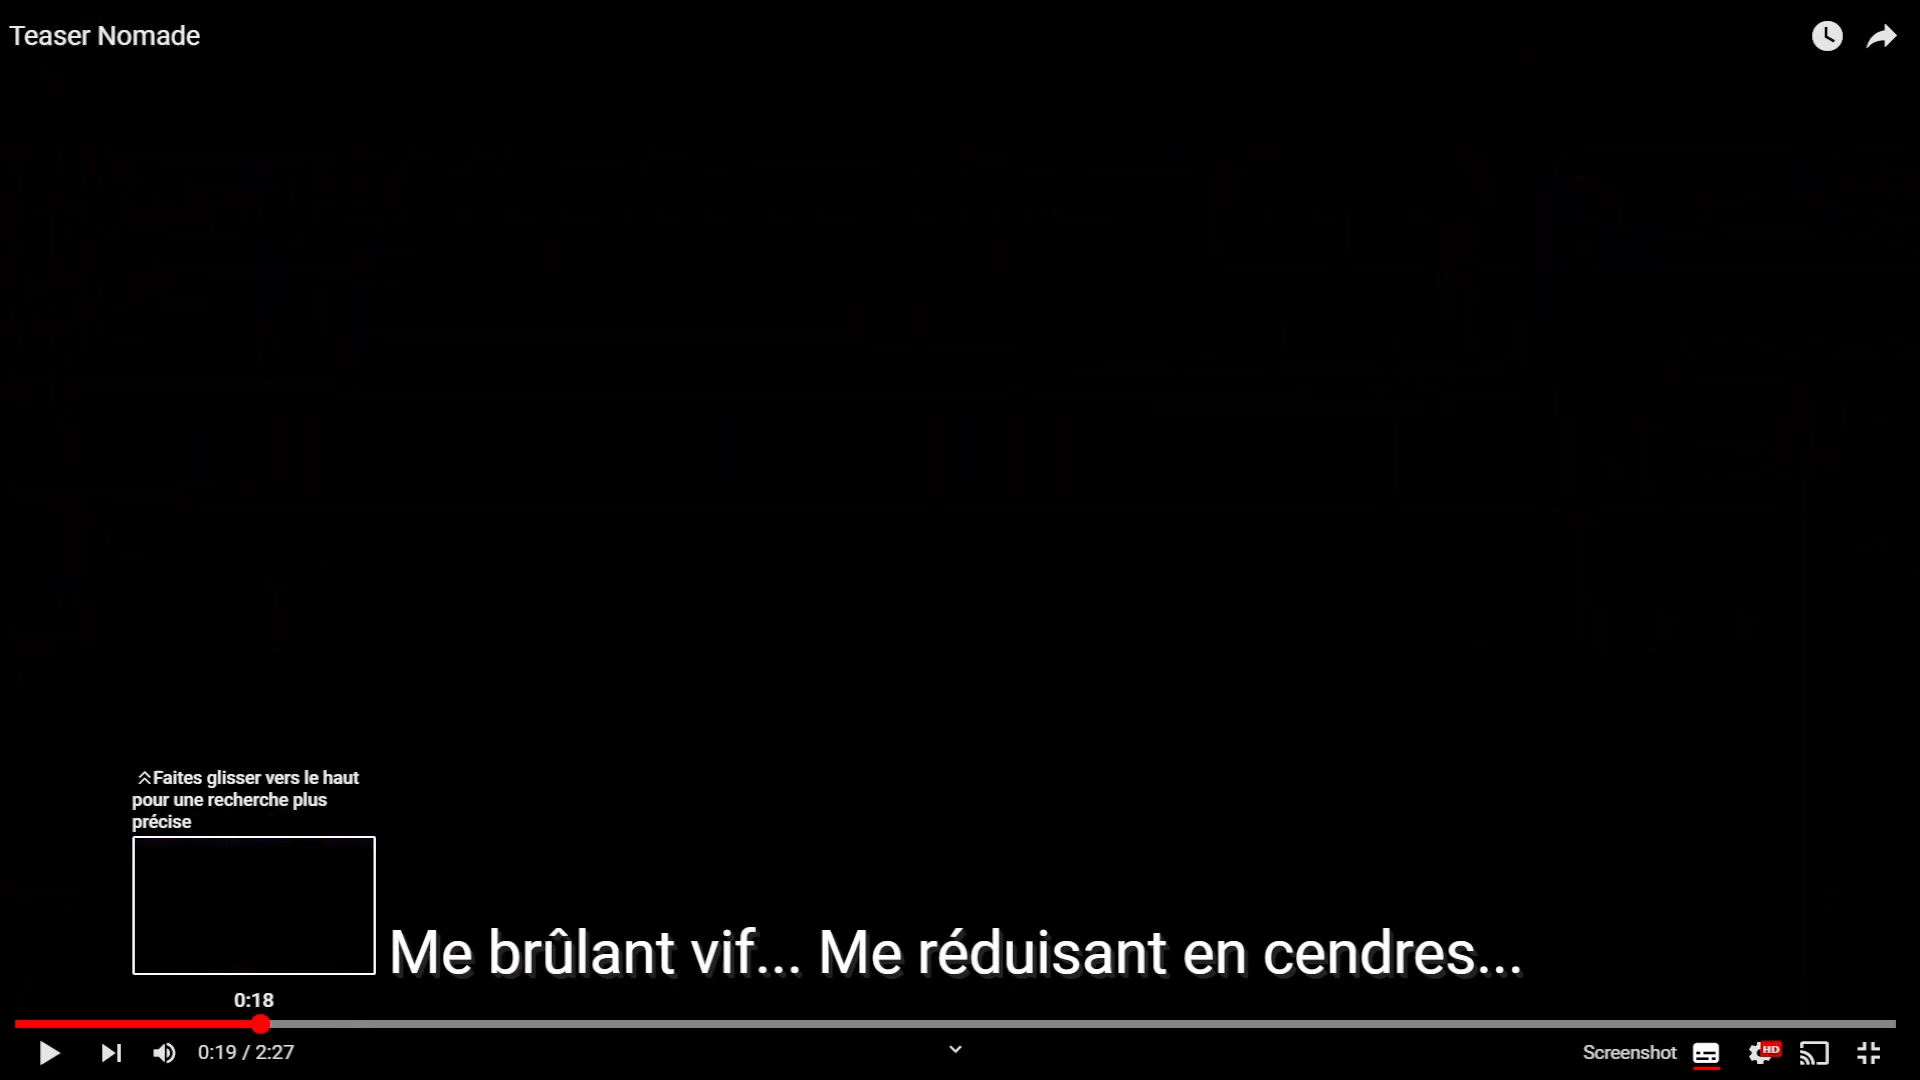 Teaser Nomade
Faites glisser vers le haut
pour une recherche plus
précise
Me brûlant vif... Me réduisant en cendres...
0:18
0:19 / 2:27
Screenshot
HD